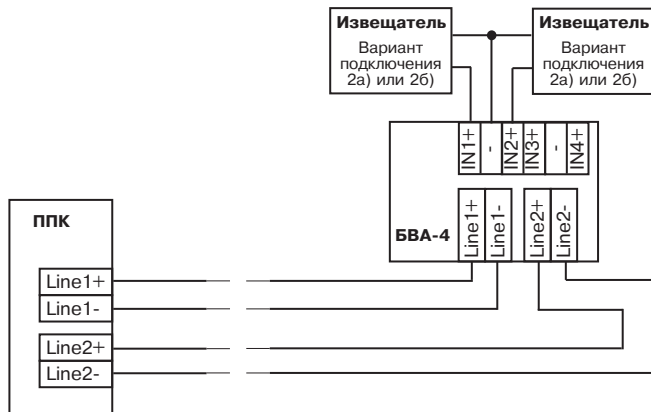 Извещатель
Вариант
подключения
2а) или 2б)
Извещатель
Вариант
подключения
2а) или 2б)
IN1+
-
IN2+
IN3+
-
IN4+
БВА-4
Line1+
Line1-
Line2+
Line2-
ППК
Line1+
Line1-
Line2+
Line2-